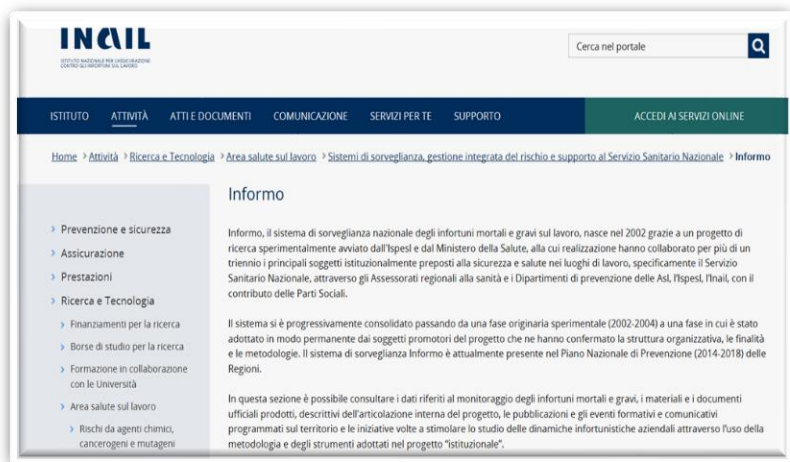 INAIL
ISTITUTO NAZIONALE PER L'ASSICURAZIONE
CONTRO GLI INFORTUNI SUL LAVORO
Cerca nel portale
ISTITUTO ATTIVITÀ ATTI E DOCUMENTI COMUNICAZIONE SERVIZI PER TE SUPPORTO ACCEDI AI SERVIZI ONLINE
Home > Attività > Ricerca e Tecnologia > Area salute sul lavoro > Sistemi di sorveglianza, gestione integrata del rischio e supporto al Servizio Sanitario Nazionale > Informo
> Prevenzione e sicurezza
> Assicurazione
> Prestazioni
> Ricerca e Tecnologia
> Finanziamenti per la ricerca
> Borse di studio per la ricerca
> Formazione in collaborazione
con le Università
> Area salute sul lavoro
> Rischi da agenti chimici,
cancerogeni e mutageni
Informo
Informo, il sistema di sorveglianza nazionale degli infortuni mortali e gravi sul lavoro, nasce nel 2002 grazie a un progetto di
ricerca sperimentalmente avviato dall'Ispesl e dal Ministero della Salute, alla cui realizzazione hanno collaborato per più di un
triennio i principali soggetti istituzionalmente preposti alla sicurezza e salute nei luoghi di lavoro, specificamente il Servizio
Sanitario Nazionale, attraverso gli Assessorati regionali alla sanità e i Dipartimenti di prevenzione delle Asl, l'Ispesl, l'Inail, con il
contributo delle Parti Sociali.
Il sistema si è progressivamente consolidato passando da una fase originaria sperimentale (2002-2004) a una fase in cui è stato
adottato in modo permanente dai soggetti promotori del progetto che ne hanno confermato la struttura organizzativa, le finalità
e le metodologie. Il sistema di sorveglianza Informo è attualmente presente nel Piano Nazionale di Prevenzione (2014-2018) delle
Regioni.
In questa sezione è possibile consultare i dati riferiti al monitoraggio degli infortuni mortali e gravi, i materiali e i documenti
ufficiali prodotti, descrittivi dell'articolazione interna del progetto, le pubblicazioni e gli eventi formativi e comunicativi
programmati sul territorio e le iniziative volte a stimolare lo studio delle dinamiche infortunistiche aziendali attraverso l'uso della
metodologia e degli strumenti adottati nel progetto "istituzionale".